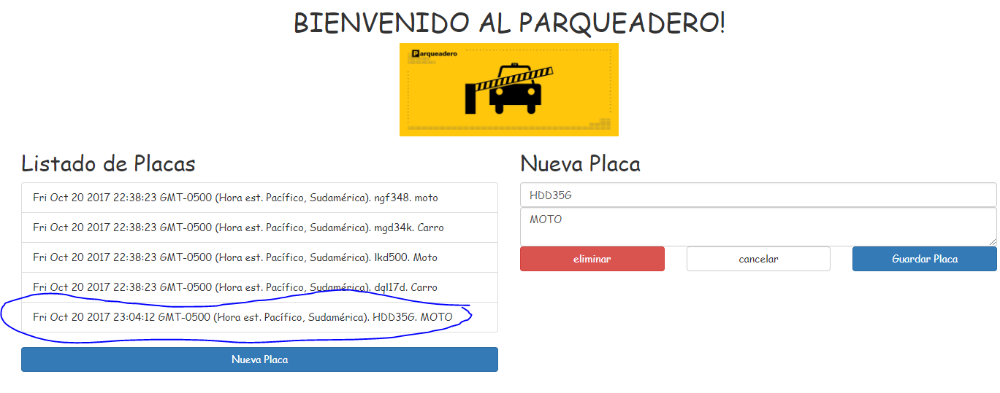 BIENVENIDO AL PARQUEADERO!
Parqueadero
Listado de Placas
Fri Oct 20 2017 22:38:23 GMT-0500 (Hora est. Pacífico, Sudamérica). ngf348. moto
Fri Oct 20 2017 22:38:23 GMT-0500 (Hora est. Pacífico, Sudamérica). mgd34k. Carro
Fri Oct 20 2017 22:38:23 GMT-0500 (Hora est. Pacífico, Sudamérica). lkd500. Moto
Fri Oct 20 2017 22:38:23 GMT-0500 (Hora est. Pacífico, Sudamérica). dql17d. Carro
Fri Oct 20 2017 23:04:12 GMT-0500 (Hora est. Pacífico, Sudamérica). HDD35G. MOTO
Nueva Placa
Nueva Placa
HDD35G
MOTO
eliminar
cancelar
Guardar Placa